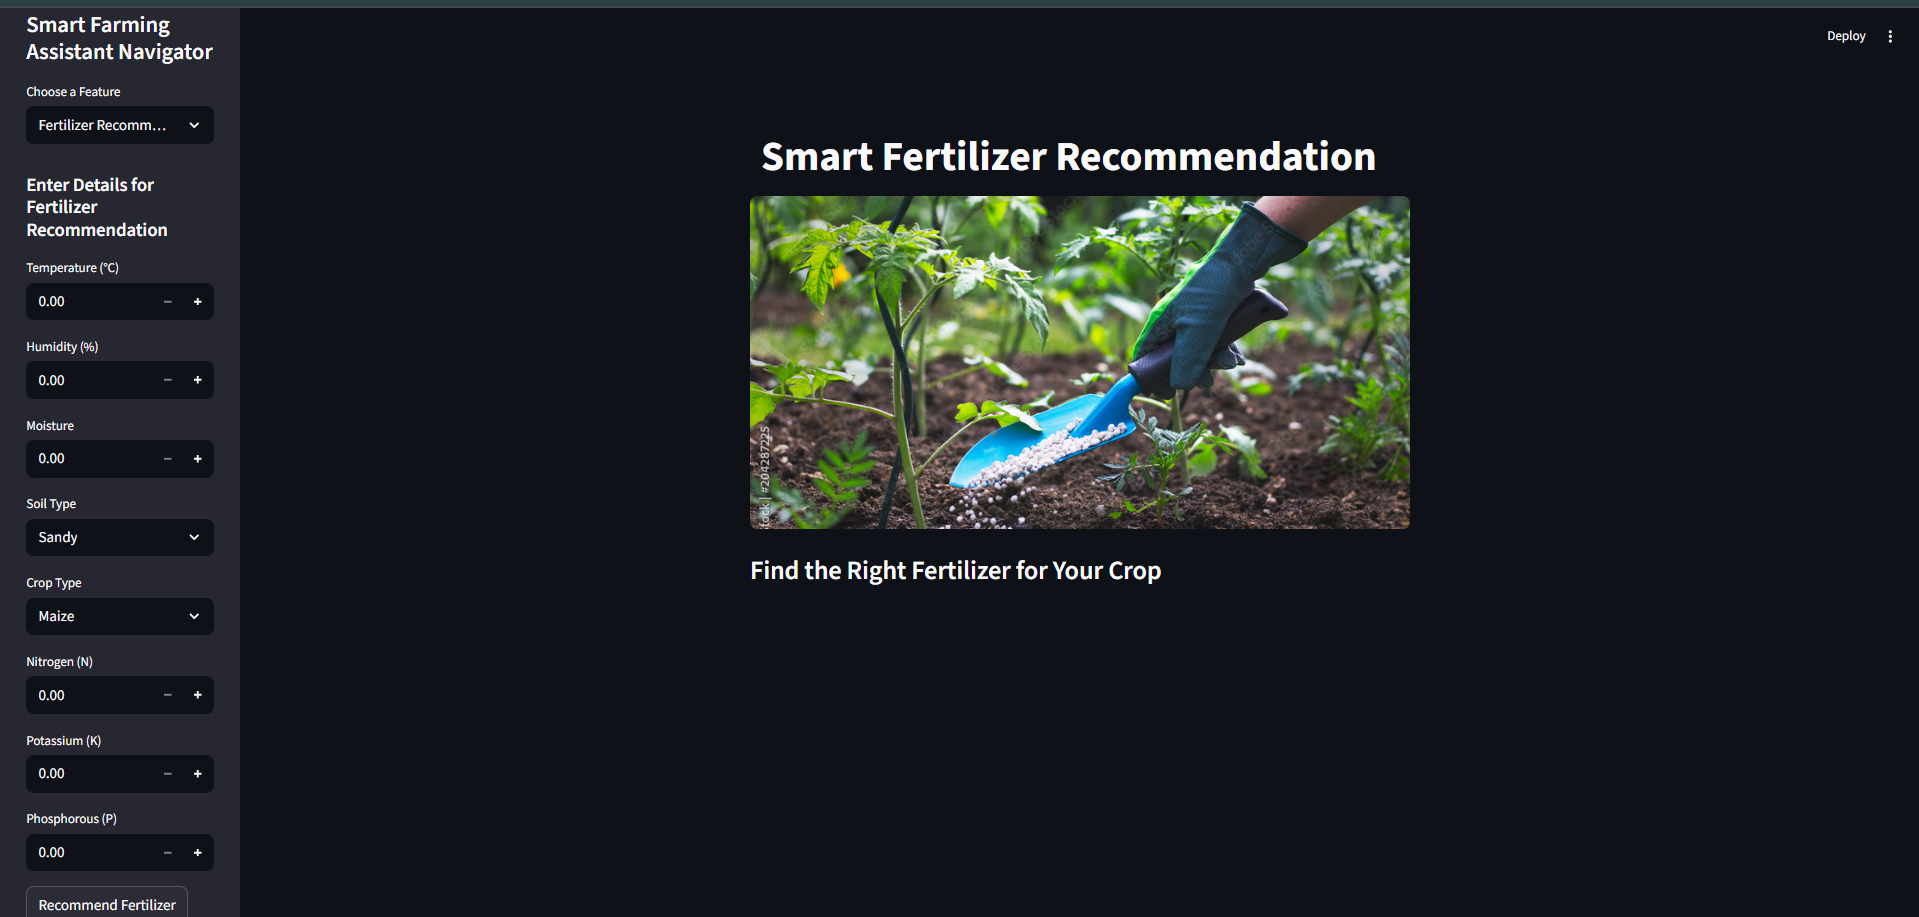 Smart Farming
Assistant Navigator
Choose a Feature
Fertilizer Recomm...
Enter Details for
Fertilizer
Recommendation
Temperature (°C)
0.00
Humidity (%)
0.00
Moisture
0.00
Soil Type
Sandy
Crop Type
Maize
Nitrogen (N)
0.00
Potassium (K)
0.00
Phosphorous (P)
0.00
Recommend Fertilizer
Deploy
Smart Fertilizer Recommendation
#204287225
Find the Right Fertilizer for Your Crop